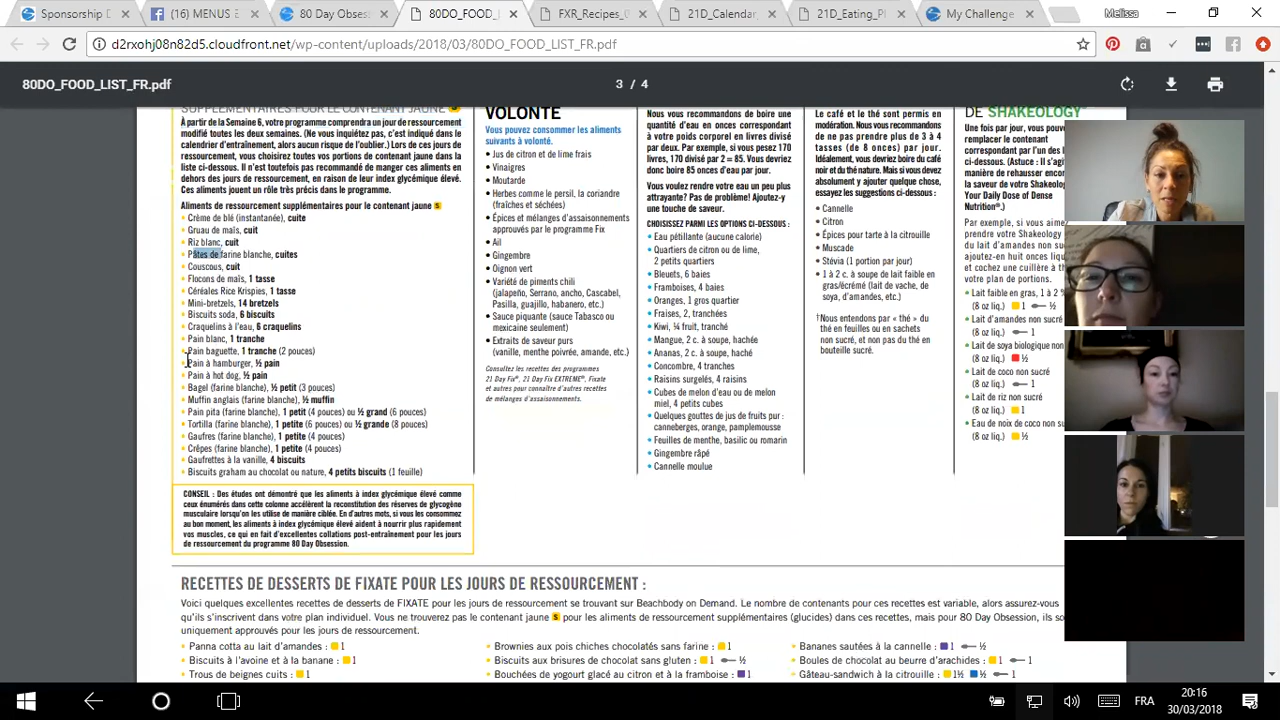 Sponsorship D
(16) MENUS E
80 Day Obses
80DO_FOOD_
FXR_Recipes_
21D_Calendar
21D_Eating_Pl
My Challenge
Melissa
https://d2rxohj08n82d5.cloudfront.net/wp-content/uploads/2018/03/80DO_FOOD_LIST_FR.pdf
80DO_FOOD_LIST_FR.pdf
3 / 4
SUPPLÉMENTAIRES POUR LE CONTENANT JAUNE S
À partir de la Semaine 6, votre programme comprend un jour de ressourcement
modifié toutes les deux semaines. (Ne vous inquiétez pas, c'est indiqué dans le
calendrier d'entraînement, alors aucun risque de l'oublier.) Lors de ces jours de
ressourcement, vous choisirez toutes vos portions de contenant jaune dans la
liste ci-dessous. Il n'est toutefois pas recommandé de manger ces aliments en
dehors des jours de ressourcement, en raison de leur index glycémique élevé.
Ces aliments jouent un rôle très précis dans le programme.
Aliments de ressourcement supplémentaires pour le contenant jaune S
• Crème de blé (instantanée), cuite
• Gruau de maïs, cuit
• Riz blanc, cuit
• Pâtes de farine blanche, cuites
• Couscous, cuit
• Flocons de maïs, 1 tasse
• Céréales Rice Krispies, 1 tasse
• Mini-bretzels, 14 bretzels
• Biscuits soda, 6 biscuits
• Craquelins à l'eau, 6 craquelins
• Pain blanc, 1 tranche
• Pain baguette, 1 tranche (2 pouces)
• Pain à hamburger, ½ pain
• Pain à hot dog, ½ pain
• Bagel (farine blanche), ½ petit (3 pouces)
• Muffin anglais (farine blanche), ½ muffin
• Pain pita (farine blanche), 1 petit (4 pouces) ou ½ grand (6 pouces)
• Tortilla (farine blanche), 1 petite (6 pouces) ou ½ grande (8 pouces)
• Gaufres (farine blanche), 1 petite (4 pouces)
• Crêpes (farine blanche), 1 petite (4 pouces)
• Gaufrettes à la vanille, 4 biscuits
• Biscuits graham au chocolat ou nature, 4 petits biscuits (1 feuille)
CONSEIL : Des études ont démontré que les aliments à index glycémique élevé comme
ceux énumérés dans cette colonne accélèrent la reconstitution des réserves de glycogène
musculaire lorsqu'on les utilise de manière ciblée. En d'autres mots, si vous les consommez
au bon moment, les aliments à index glycémique élevé aident à nourrir plus rapidement
vos muscles, ce qui en fait d'excellentes collations post-entraînement pour les jours
de ressourcement du programme 80 Day Obsession.
VOLONTÉ
Vous pouvez consommer les aliments
suivants à volonté.
• Jus de citron et de lime frais
• Vinaigres
• Moutarde
• Herbes comme le persil, la coriandre
(fraîches et séchées)
• Épices et mélanges d'assaisonnements
approuvés par le programme Fix
• Ail
• Gingembre
• Oignon vert
• Variété de piments chili
(jalapeño, Serrano, ancho, Cascabel,
Pasilla, guajillo, habanero, etc.)
• Sauce piquante (sauce Tabasco ou
mexicaine seulement)
• Extraits de saveur purs
(vanille, menthe poivrée, amande, etc.)
Consultez les recettes des programmes
21 Day Fix®, 21 Day Fix EXTREME®, Fixate
et autres pour connaître d'autres recettes
de mélanges d'assaisonnements.
Nous vous recommandons de boire une
quantité d'eau en onces correspondant
à votre poids corporel en livres divisé
par deux. Par exemple, si vous pesez 170
livres, 170 divisé par 2 = 85. Vous devriez
donc boire 85 onces d'eau par jour.
Vous voulez rendre votre eau un peu plus
attrayante? Pas de problème! Ajoutez-y
une touche de saveur.
CHOISISSEZ PARMI LES OPTIONS CI-DESSOUS :
• Eau pétillante (aucune calorie)
• Quartiers de citron ou de lime,
2 petits quartiers
• Bleuets, 6 baies
• Framboises, 4 baies
• Oranges, 1 gros quartier
• Fraises, 2, tranchées
• Kiwi, ¼ fruit, tranché
• Mangue, 2 c. à soupe, hachée
• Ananas, 2 c. à soupe, haché
• Concombre, 4 tranches
• Raisins surgelés, 4 raisins
• Cubes de melon d'eau ou de melon
miel, 4 petits cubes
• Quelques gouttes de jus de fruits pur :
canneberges, orange, pamplemousse
• Feuilles de menthe, basilic ou romarin
• Gingembre râpé
• Cannelle moulue
Le café et le thé sont permis en
modération. Nous vous recommandons
de ne pas prendre plus de 3 à 4
tasses (de 8 onces) par jour.
Idéalement, vous devriez boire du café
noir et du thé nature. Mais si vous devez
absolument y ajouter quelque chose,
essayez les suggestions ci-dessous :
• Cannelle
• Citron
• Épices pour tarte à la citrouille
• Muscade
• Stévia (1 portion par jour)
• 1 à 2 c. à soupe de lait faible en
gras/écrémé (lait de vache, de
soya, d'amandes, etc.)
†Nous entendons par « thé » du
thé en feuilles ou en sachets
non sucré, mais pas du thé en
bouteille sucré.
DE SHAKEOLOGY
Une fois par jour, vous pouv
remplacer le contenant
correspondant par l'un de
ci-dessous. (Astuce : Il s'agi
manière de rehausser encor
la saveur de votre Shakeolo
Your Daily Dose of Dense
Nutrition®.)
Par exemple, si vous aime
prendre votre Shakeology
du lait d'amandes non su
ajoutez-en huit onces liqu
et cochez une cuillère à th
votre plan de portions.
• Lait faible en gras, 1 à 2 %
(8 oz liq.) 1 ½
• Lait d'amandes non sucré
(8 oz liq.) 1
• Lait de soya biologique non
(8 oz liq.) ½
• Lait de coco non sucré
(8 oz liq.) 1
• Lait de riz non sucré
(8 oz liq.) 1
• Eau de noix de coco non su
(8 oz liq.) ½
RECETTES DE DESSERTS DE FIXATE POUR LES JOURS DE RESSOURCEMENT :
Voici quelques excellentes recettes de desserts de FIXATE pour les jours de ressourcement se trouvant sur Beachbody on Demand. Le nombre de contenants pour ces recettes est variable, alors assurez-vous
qu'ils s'inscrivent dans votre plan individuel. Vous ne trouverez pas le contenant jaune S pour les aliments de ressourcement supplémentaires (glucides) dans ces recettes, mais pour 80 Day Obsession, ils sont
uniquement approuvés pour les jours de ressourcement.
• Panna cotta au lait d'amandes : 1
• Biscuits à l'avoine et à la banane : 1
• Trous de beignes cuits : 1
• Brownies aux pois chiches chocolatés sans farine : 1
• Biscuits aux brisures de chocolat sans gluten : 1 ½
• Bouchées de yogourt glacé au citron et à la framboise : 1
• Bananes sautées à la cannelle : 1 ½
• Boules de chocolat au beurre d'arachides : 1 1
• Gâteau-sandwich à la citrouille : 1½ ½ 1
FRA
20:16
30/03/2018